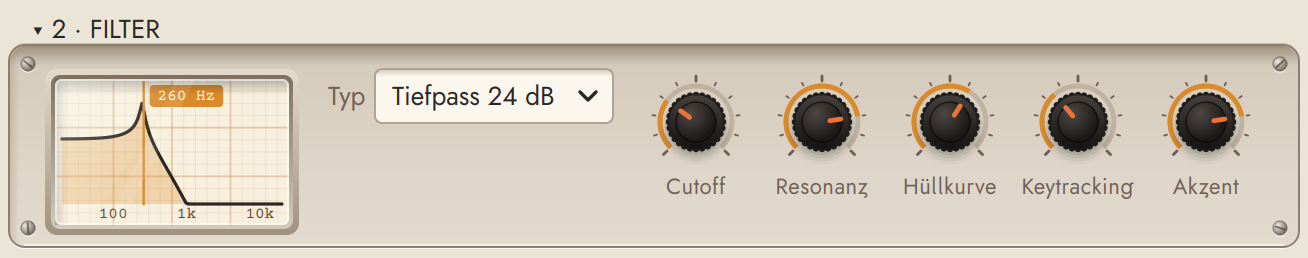 ▾ 2 · FILTER
260 Hz
100 1k 10k
Typ Tiefpass 24 dB
Cutoff Resonanz Hüllkurve Keytracking Akzent